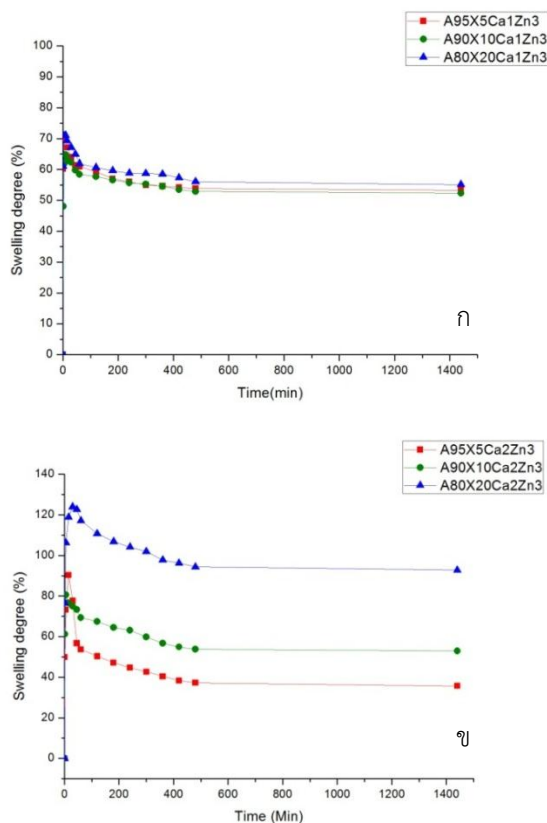 A95X5Ca1Zn3
A90X10Ca1Zn3
A80X20Ca1Zn3
100
90
80
70
60
50
40
30
20
10
0
Swelling degree (%)
0 200 400 600 800 1000 1200 1400
Time(min)
ก
A95X5Ca2Zn3
A90X10Ca2Zn3
A80X20Ca2Zn3
140
120
100
80
60
40
20
0
Swelling degree (%)
0 200 400 600 800 1000 1200 1400
Time (Min)
ข